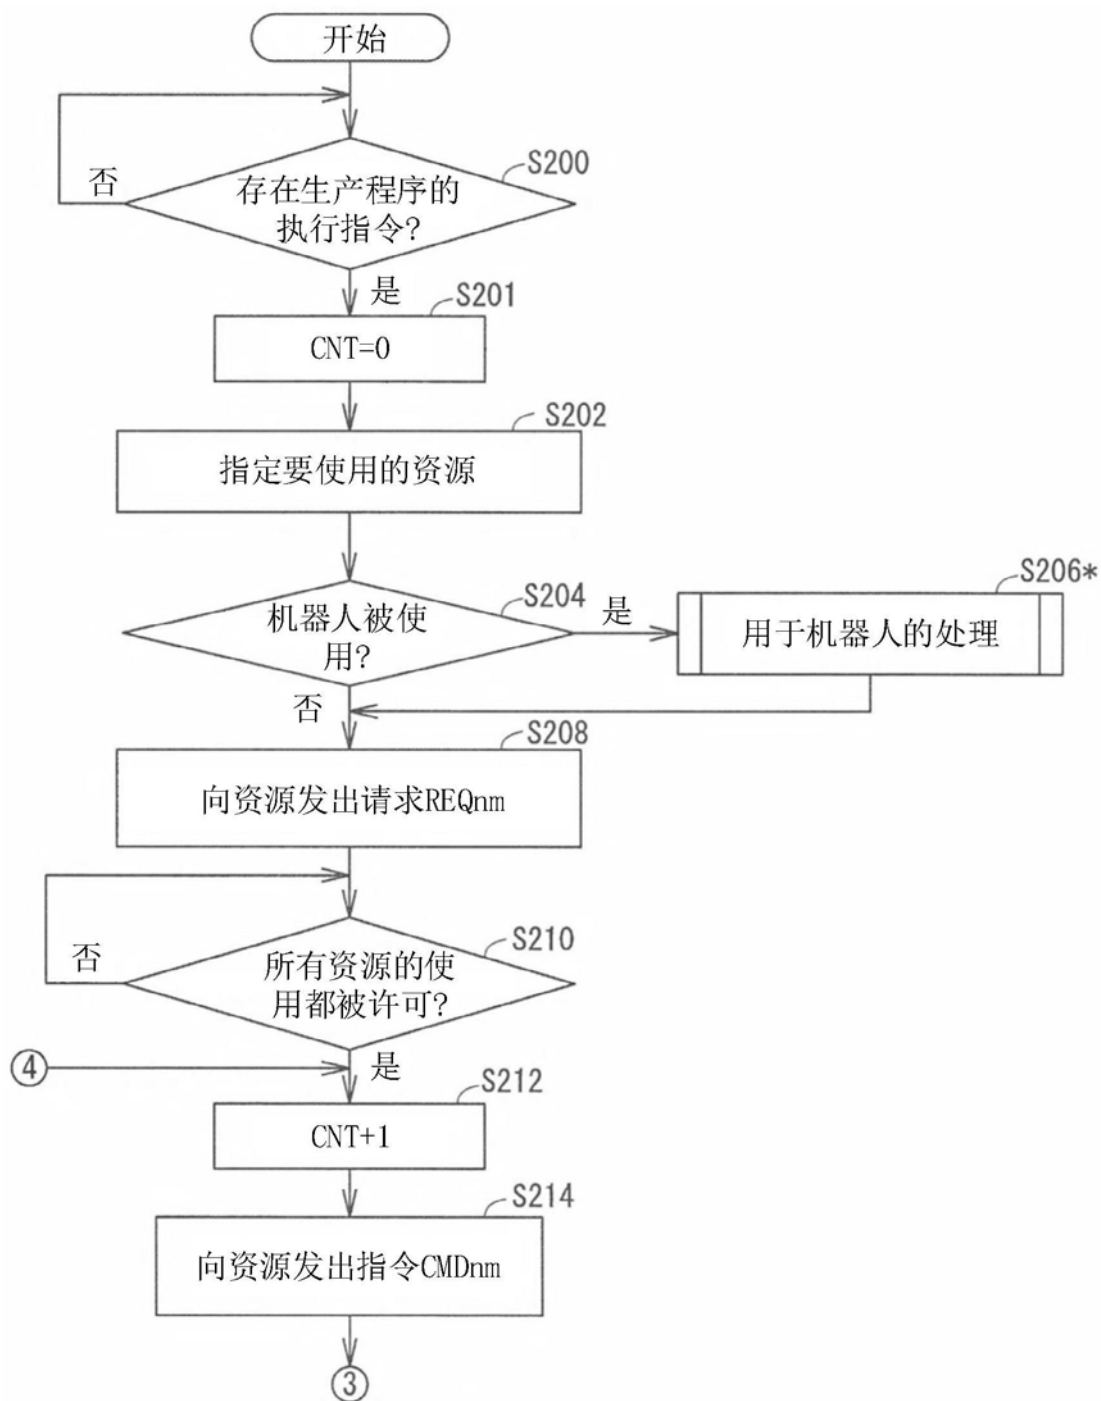 开始
S200
否
存在生产程序的
执行指令?
是
S201
CNT=0
S202
指定要使用的资源
S204
机器人被使
用?
是
S206*
用于机器人的处理
否
S208
向资源发出请求REQnm
否
S210
所有资源的使
用都被许可?
④
是
S212
CNT+1
S214
向资源发出指令CMDnm
③